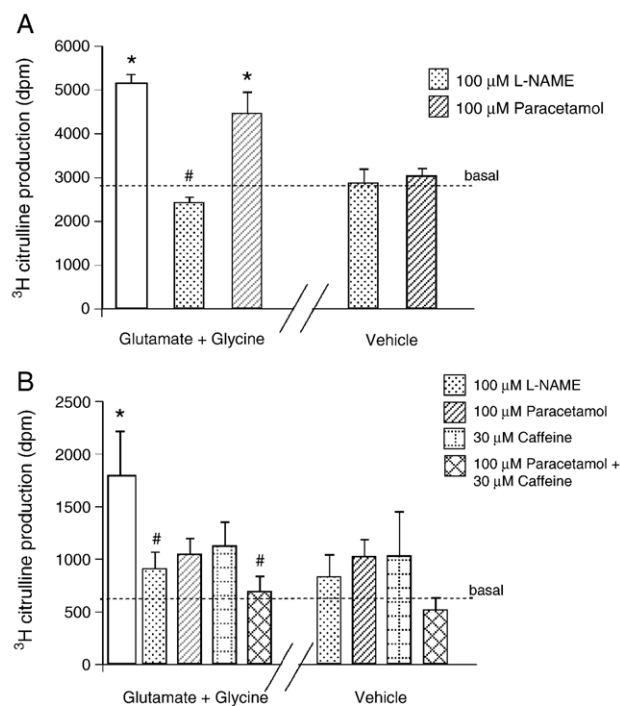 A
³H citrulline production (dpm)
6000
5000
4000
3000
2000
1000
0
*
#
*
100 μM L-NAME
100 μM Paracetamol
basal
Glutamate + Glycine
Vehicle
B
³H citrulline production (dpm)
2500
2000
1500
1000
500
0
*
#
#
100 μM L-NAME
100 μM Paracetamol
30 μM Caffeine
100 μM Paracetamol +
30 μM Caffeine
basal
Glutamate + Glycine
Vehicle